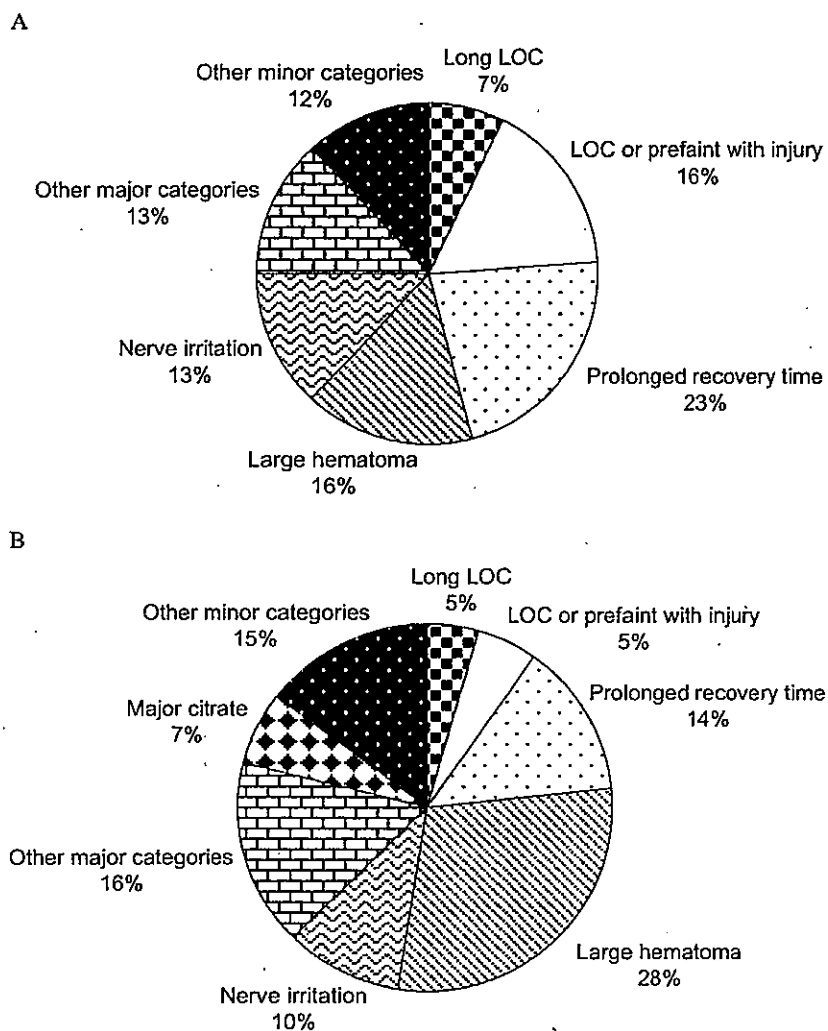 A
Long LOC
7%
Other minor categories
12%
LOC or prefaint with injury
16%
Other major categories
13%
Nerve irritation
13%
Prolonged recovery time
23%
Large hematoma
16%
B
Long LOC
5%
Other minor categories
15%
LOC or prefaint with injury
5%
Prolonged recovery time
14%
Major citrate
7%
Other major categories
16%
Large hematoma
28%
Nerve irritation
10%